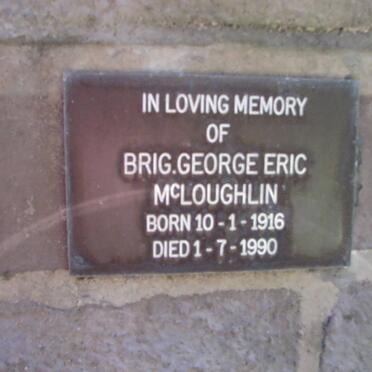 IN LOVING MEMORY
OF
BRIG.GEORGE ERIC
McLOUGHLIN
BORN 10-1-1916
DIED 1-7-1990